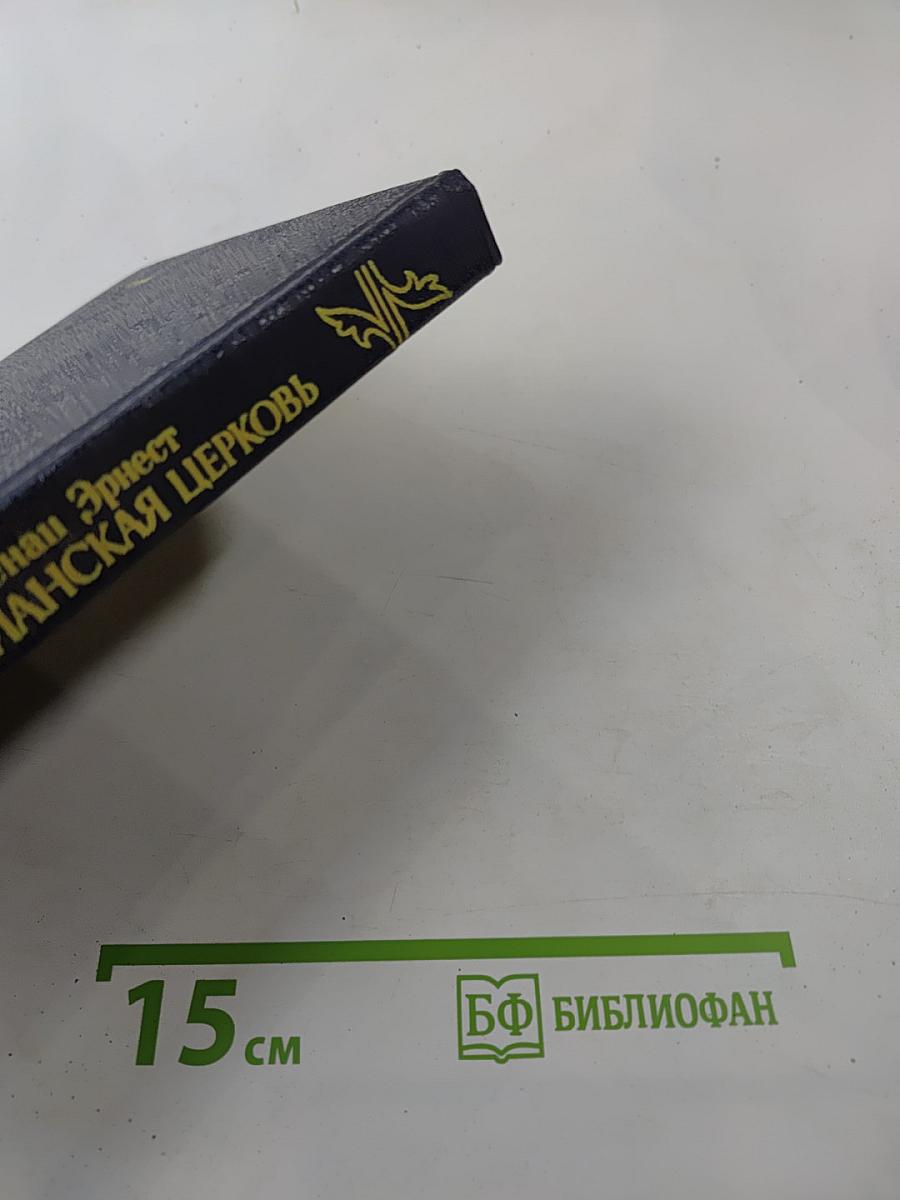 Эрнест
ЦЕРКОВЬ
15 см
БФ БИБЛИОФАН